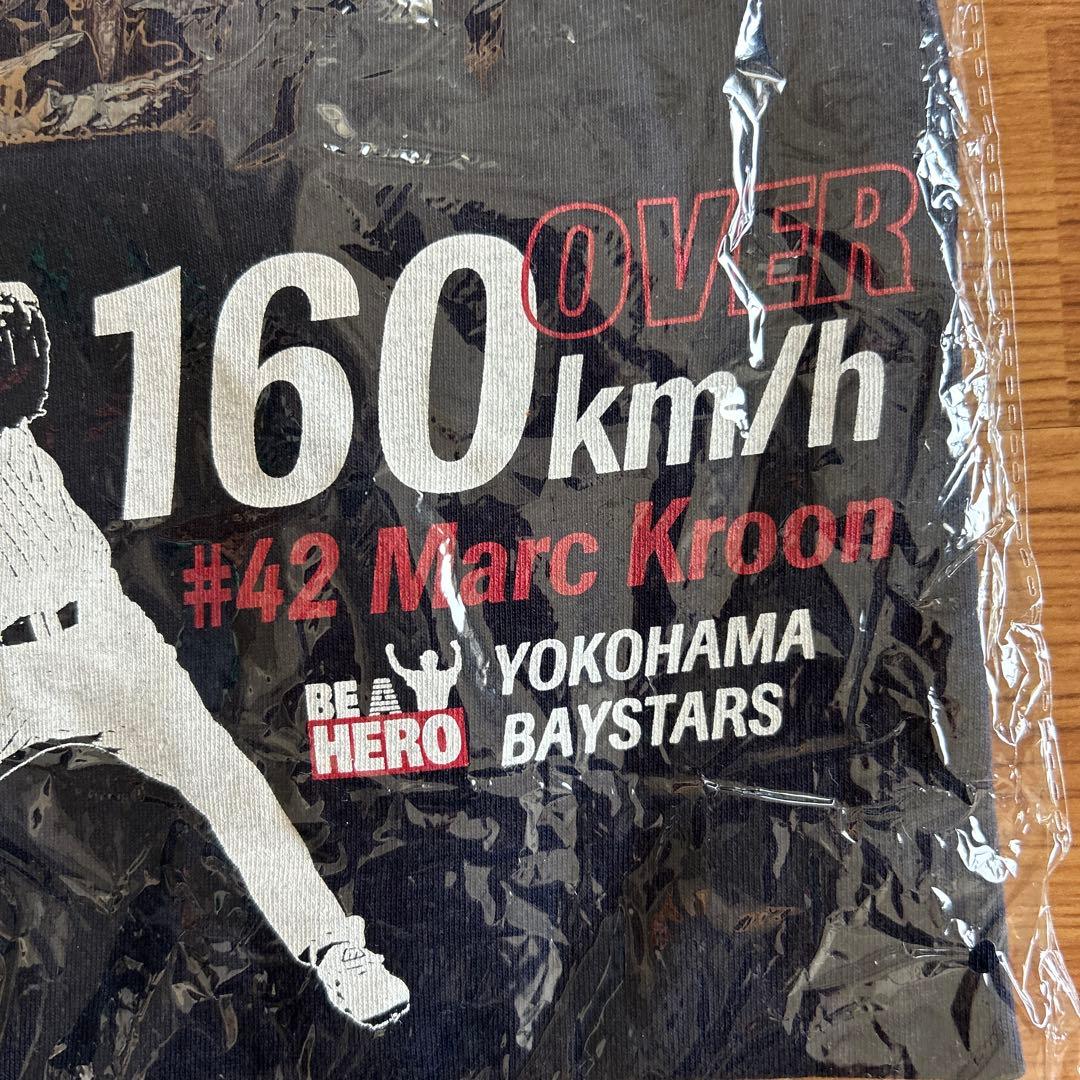 OVER
160km/h
#42 Marc Kroon
BE A
HERO
YOKOHAMA
BAYSTARS